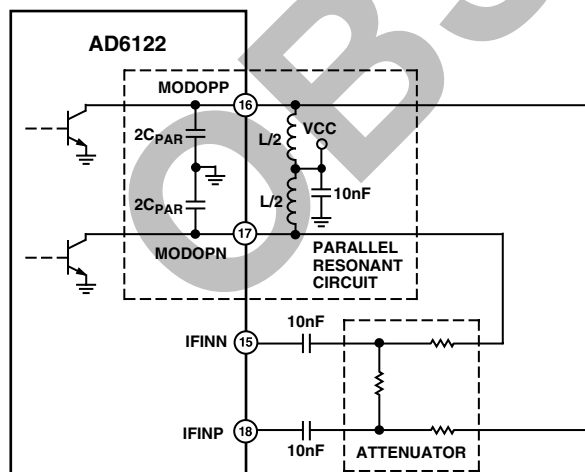 AD6122
MODOPP
16
2CPAR
L/2
VCC
2CPAR
L/2
10nF
17
MODOPN
PARALLEL
RESONANT
CIRCUIT
10nF
IFINN
15
IFINP
18
10nF
ATTENUATOR
OBS